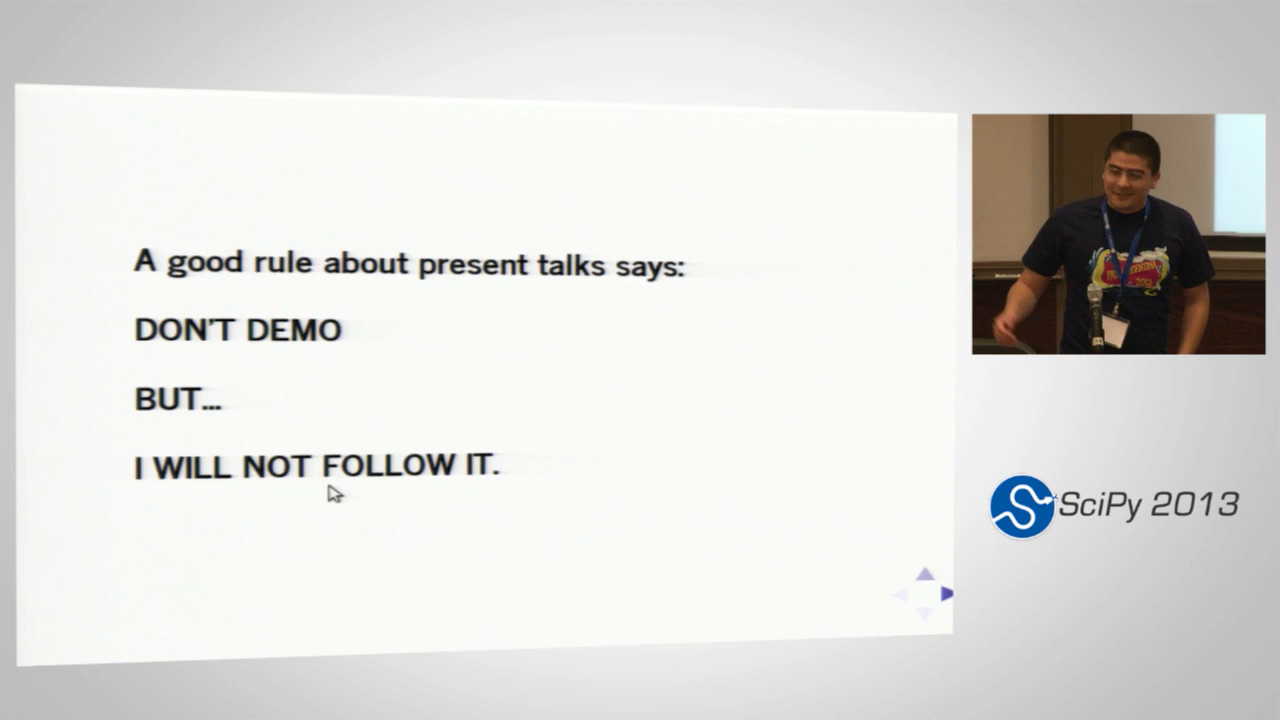 A good rule about present talks says:
DON'T DEMO
BUT...
I WILL NOT FOLLOW IT.
SciPy 2013